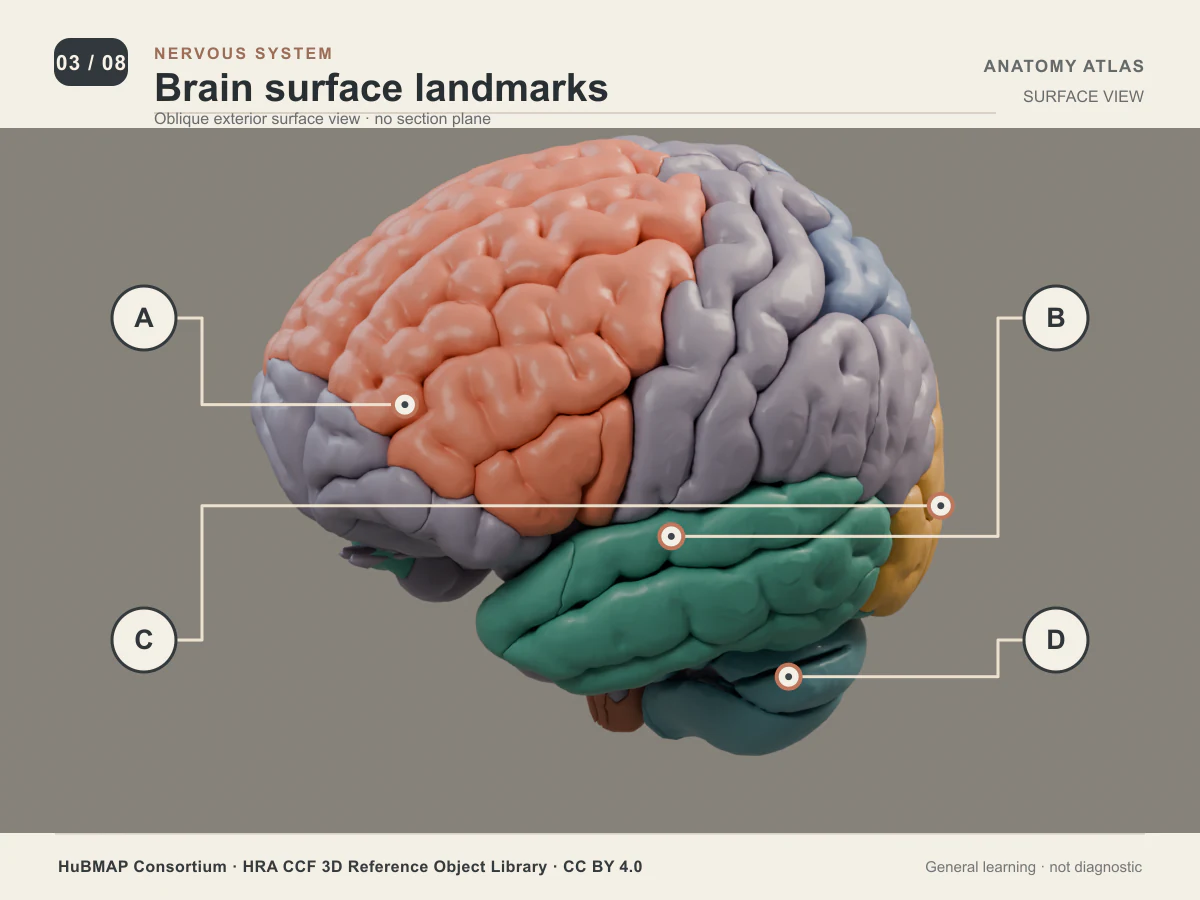 03 / 08
NERVOUS SYSTEM
Brain surface landmarks
Oblique exterior surface view · no section plane
ANATOMY ATLAS
SURFACE VIEW
A
B
C
D
HuBMAP Consortium · HRA CCF 3D Reference Object Library · CC BY 4.0
General learning · not diagnostic